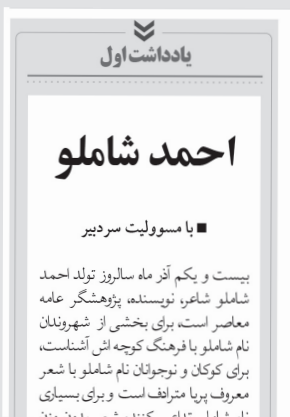 یادداشت اول
احمد شاملو
■ با مسوولیت سردبیر
بیست و یکم آذر ماه سالروز تولد احمد
شاملو شاعر، نویسنده، پژوهشگر عامه
معاصر است، برای بخشی از شهروندان
نام شاملو با فرهنگ کوچه اش آشناست،
برای کوکان و نوجوانان نام شاملو با شعر
معروف پریا مترادف است و برای بسیاری